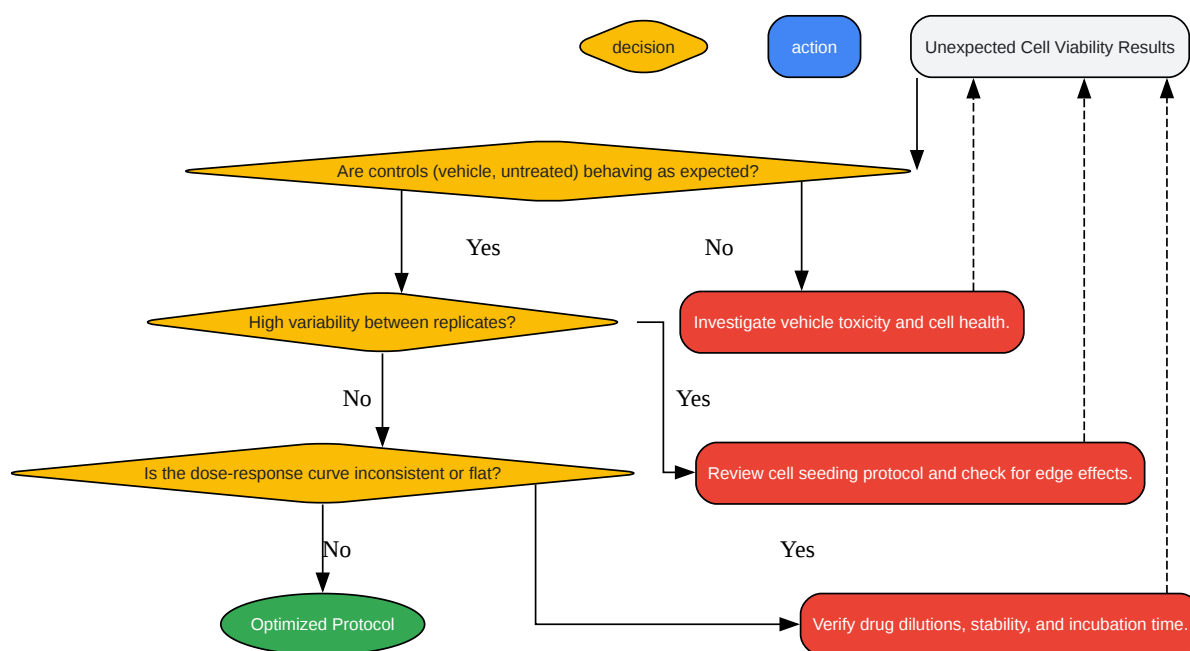 decision
action
Unexpected Cell Viability Results
Are controls (vehicle, untreated) behaving as expected?
Yes
No
High variability between replicates?
Investigate vehicle toxicity and cell health.
No
Yes
Is the dose-response curve inconsistent or flat?
Review cell seeding protocol and check for edge effects.
No
Yes
Optimized Protocol
Verify drug dilutions, stability, and incubation time.